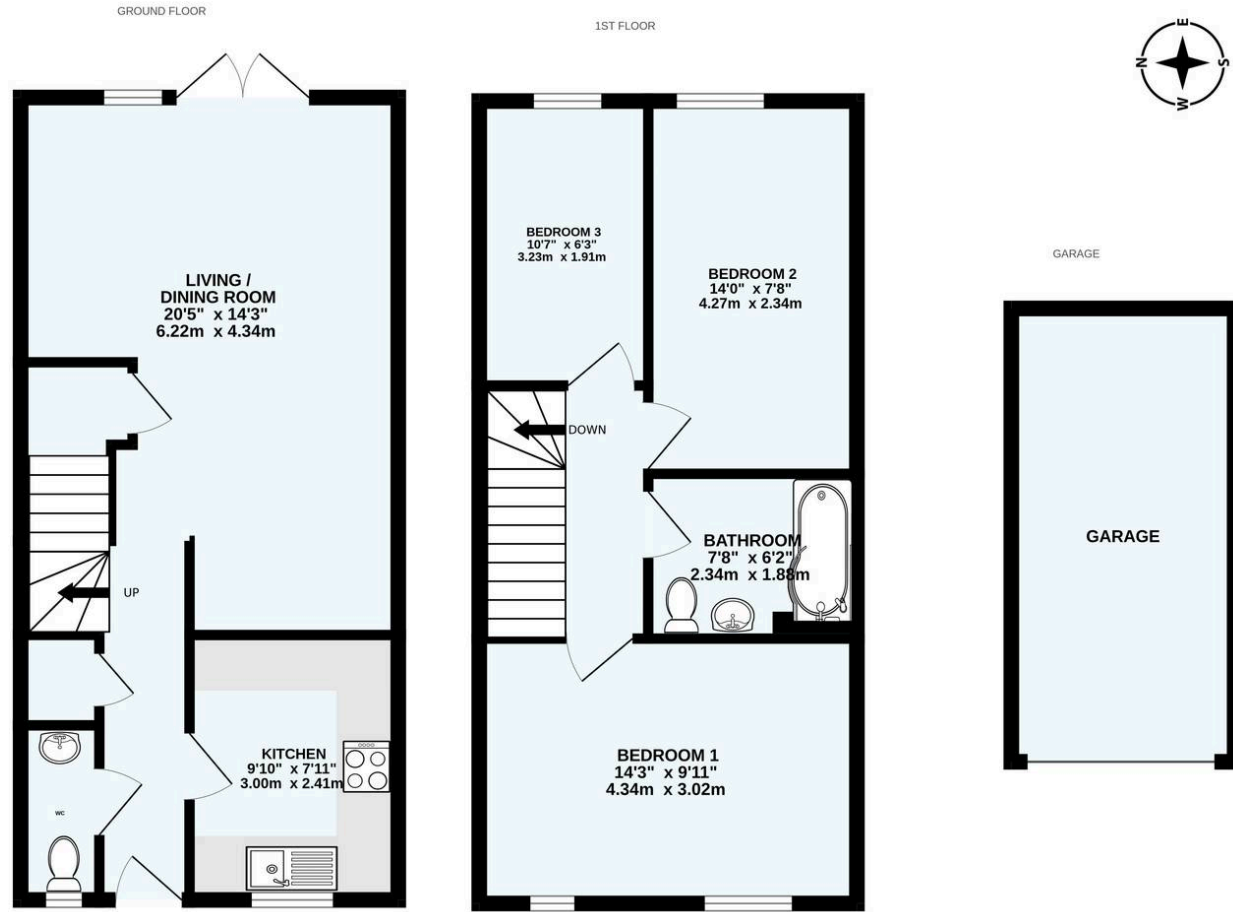 GROUND FLOOR
LIVING /
DINING ROOM
20'5" x 14'3"
6.22m x 4.34m
UP
KITCHEN
9'10" x 7'11"
3.00m x 2.41m
WC
1ST FLOOR
BEDROOM 3
10'7" x 6'3"
3.23m x 1.91m
BEDROOM 2
14'0" x 7'8"
4.27m x 2.34m
DOWN
BATHROOM
7'8" x 6'2"
2.34m x 1.88m
BEDROOM 1
14'3" x 9'11"
4.34m x 3.02m
E
N
S
W
GARAGE
GARAGE